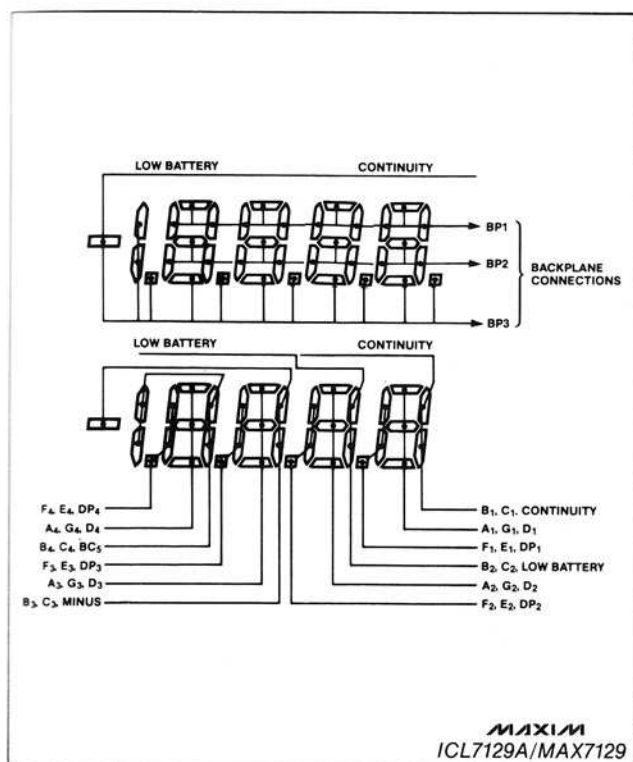 LOW BATTERY CONTINUITY
BP1
BP2
BACKPLANE
CONNECTIONS
BP3
LOW BATTERY CONTINUITY
F4, E4, DP4
A4, G4, D4
B4, C4, BC5
F3, E3, DP3
A3, G3, D3
B3, C3, MINUS
B1, C1, CONTINUITY
A1, G1, D1
F1, E1, DP1
B2, C2, LOW BATTERY
A2, G2, D2
F2, E2, DP2
MAXIM
ICL7129A/MAX7129